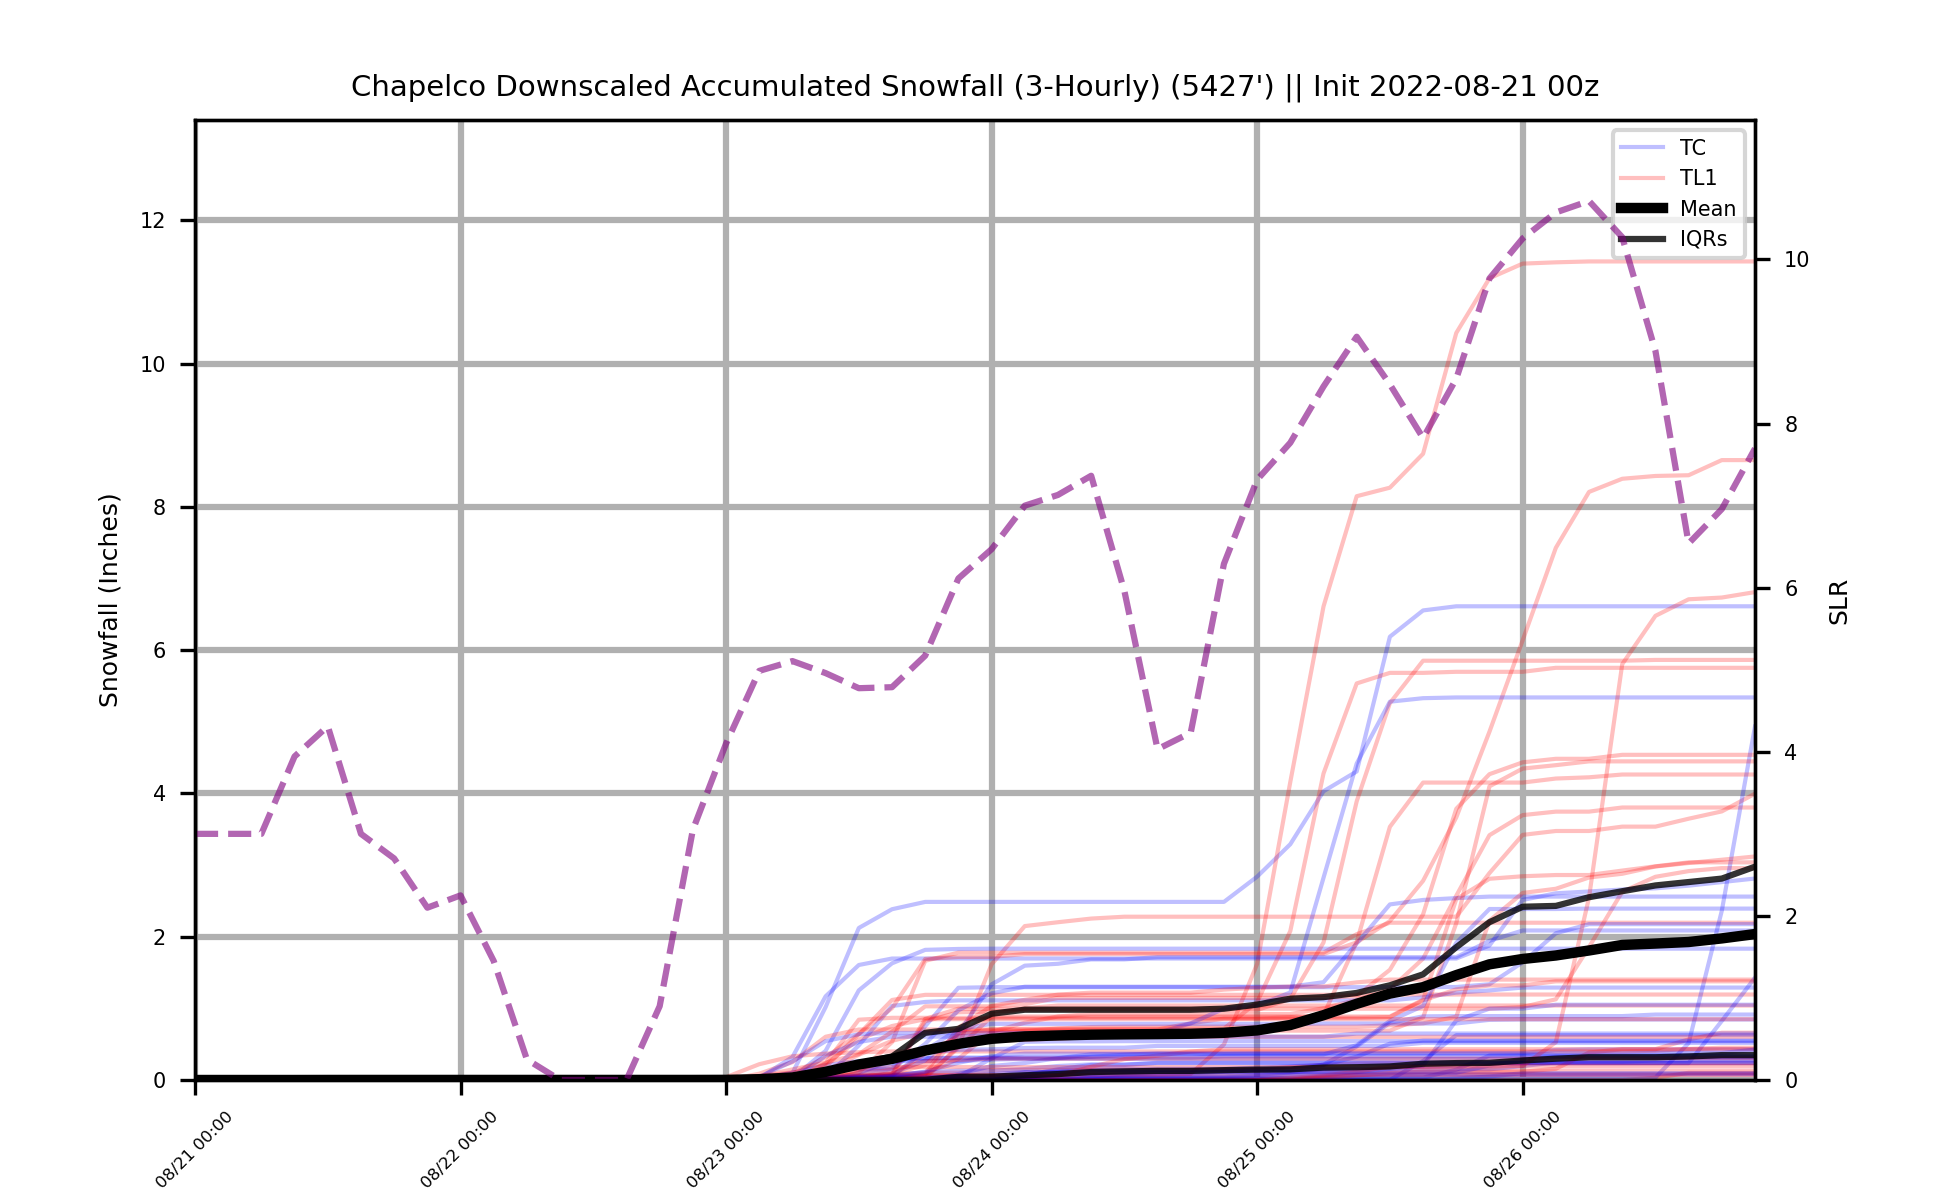 Chapelco Downscaled Accumulated Snowfall (3-Hourly) (5427') || Init 2022-08-21 00z
TC
TL1
Mean
IQRs
Snowfall (Inches)
12
10
8
6
4
2
0
SLR
10
8
6
4
2
0
08/21 00:00
08/22 00:00
08/23 00:00
08/24 00:00
08/25 00:00
08/26 00:00